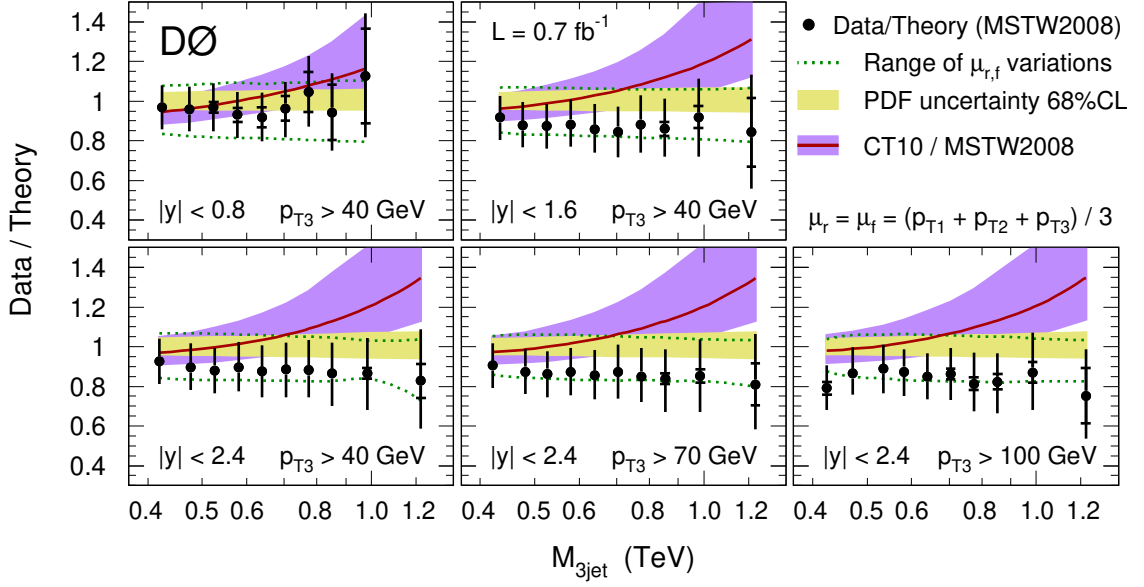 DØ
L = 0.7 fb⁻¹
Data/Theory (MSTW2008)
Range of μr,f variations
PDF uncertainty 68%CL
CT10 / MSTW2008
μr = μf = (pT1 + pT2 + pT3) / 3
Data / Theory
1.4
1.2
1.0
0.8
0.6
0.4
|y| < 0.8 pT3 > 40 GeV
|y| < 1.6 pT3 > 40 GeV
1.4
1.2
1.0
0.8
0.6
0.4
|y| < 2.4 pT3 > 40 GeV
|y| < 2.4 pT3 > 70 GeV
|y| < 2.4 pT3 > 100 GeV
0.4 0.5 0.6 0.8 1.0 1.2
0.4 0.5 0.6 0.8 1.0 1.2
0.4 0.5 0.6 0.8 1.0 1.2
M3jet (TeV)